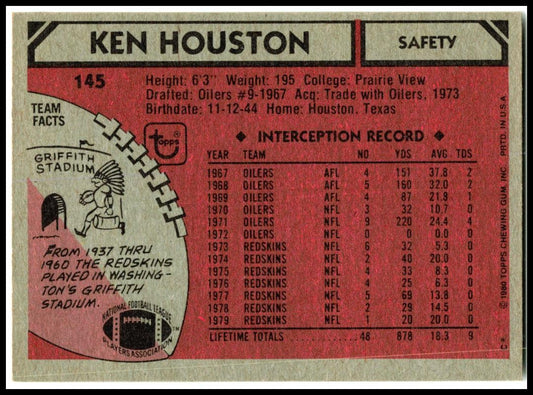 KEN HOUSTON
SAFETY
145
Height: 6'3" Weight: 195 College: Prairie View
Drafted: Oilers #9-1967 Acq: Trade with Oilers, 1973
Birthdate: 11-12-44 Home: Houston, Texas
TEAM
FACTS
topps
GRIFFITH
STADIUM
FROM 1937 THRU
1960 THE REDSKINS
PLAYED IN WASHING-
TON'S GRIFFITH
STADIUM.
NATIONAL FOOTBALL LEAGUE
PLAYERS ASSOCIATION
◆ INTERCEPTION RECORD ◆
YEAR TEAM NO YDS AVG. TDS
1967 OILERS AFL 4 151 37.8 2
1968 OILERS AFL 5 160 32.0 2
1969 OILERS AFL 4 87 21.9 1
1970 OILERS NFL 3 32 10.7 0
1971 OILERS NFL 9 220 24.4 4
1972 OILERS NFL 0 0 0.0 0
1973 REDSKINS NFL 6 32 5.3 0
1974 REDSKINS NFL 2 40 20.0 0
1975 REDSKINS NFL 4 33 8.3 0
1976 REDSKINS NFL 4 25 6.3 0
1977 REDSKINS NFL 5 69 13.8 0
1978 REDSKINS NFL 2 29 14.5 0
1979 REDSKINS NFL 1 20 20.0 0
LIFETIME TOTALS 48 878 18.3 9
© 1980 TOPPS CHEWING GUM, INC. PRTD. IN U.S.A.